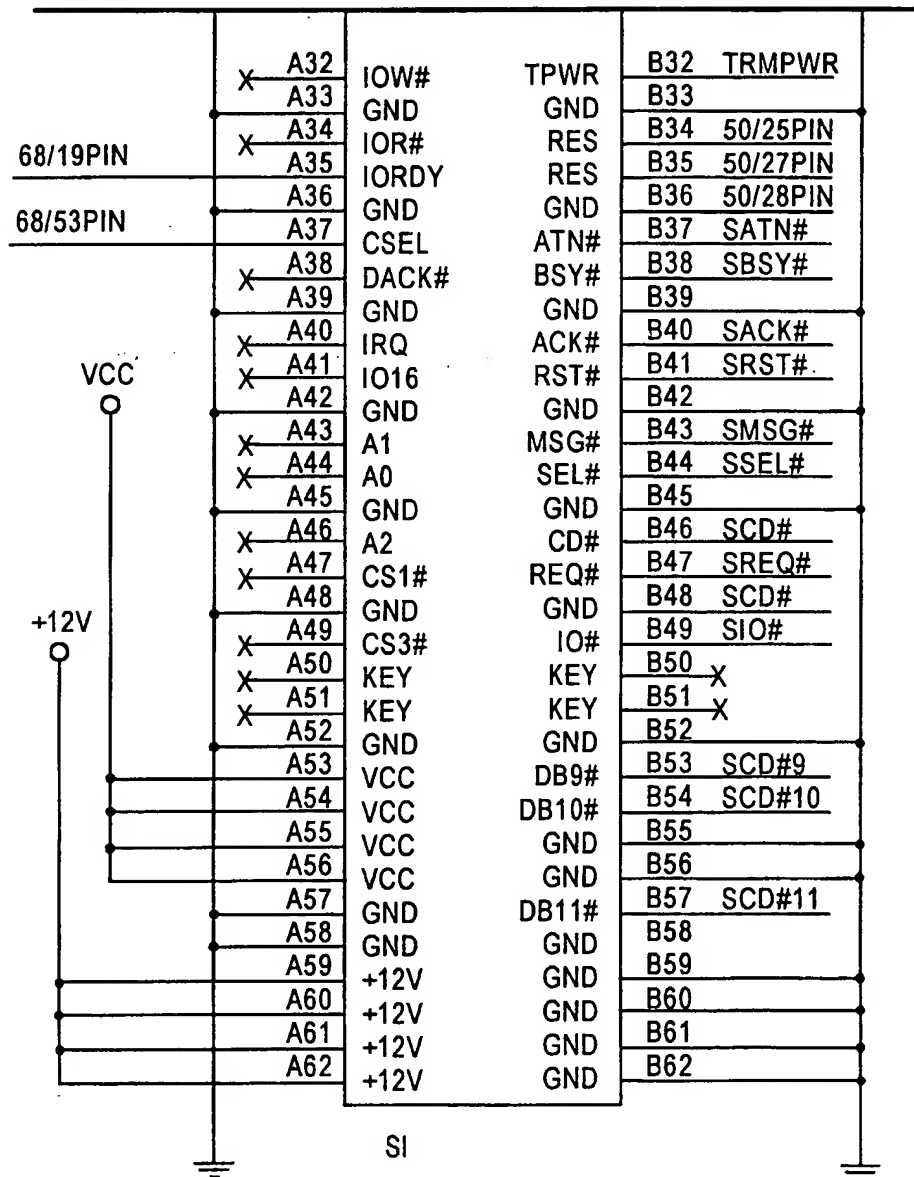 A32 IOW# TPWR B32 TRMPWR
A33 GND GND B33
A34 IOR# RES B34 50/25PIN
68/19PIN A35 IORDY RES B35 50/27PIN
A36 GND GND B36 50/28PIN
68/53PIN A37 CSEL ATN# B37 SATN#
A38 DACK# BSY# B38 SBSY#
A39 GND GND B39
A40 IRQ ACK# B40 SACK#
A41 IO16 RST# B41 SRST#
VCC
A42 GND GND B42
A43 A1 MSG# B43 SMSG#
A44 A0 SEL# B44 SSEL#
A45 GND GND B45
A46 A2 CD# B46 SCD#
A47 CS1# REQ# B47 SREQ#
A48 GND GND B48 SCD#
+12V
A49 CS3# IO# B49 SIO#
A50 KEY KEY B50
A51 KEY KEY B51
A52 GND GND B52
A53 VCC DB9# B53 SCD#9
A54 VCC DB10# B54 SCD#10
A55 VCC GND B55
A56 VCC GND B56
A57 GND DB11# B57 SCD#11
A58 GND GND B58
A59 +12V GND B59
A60 +12V GND B60
A61 +12V GND B61
A62 +12V GND B62
SI